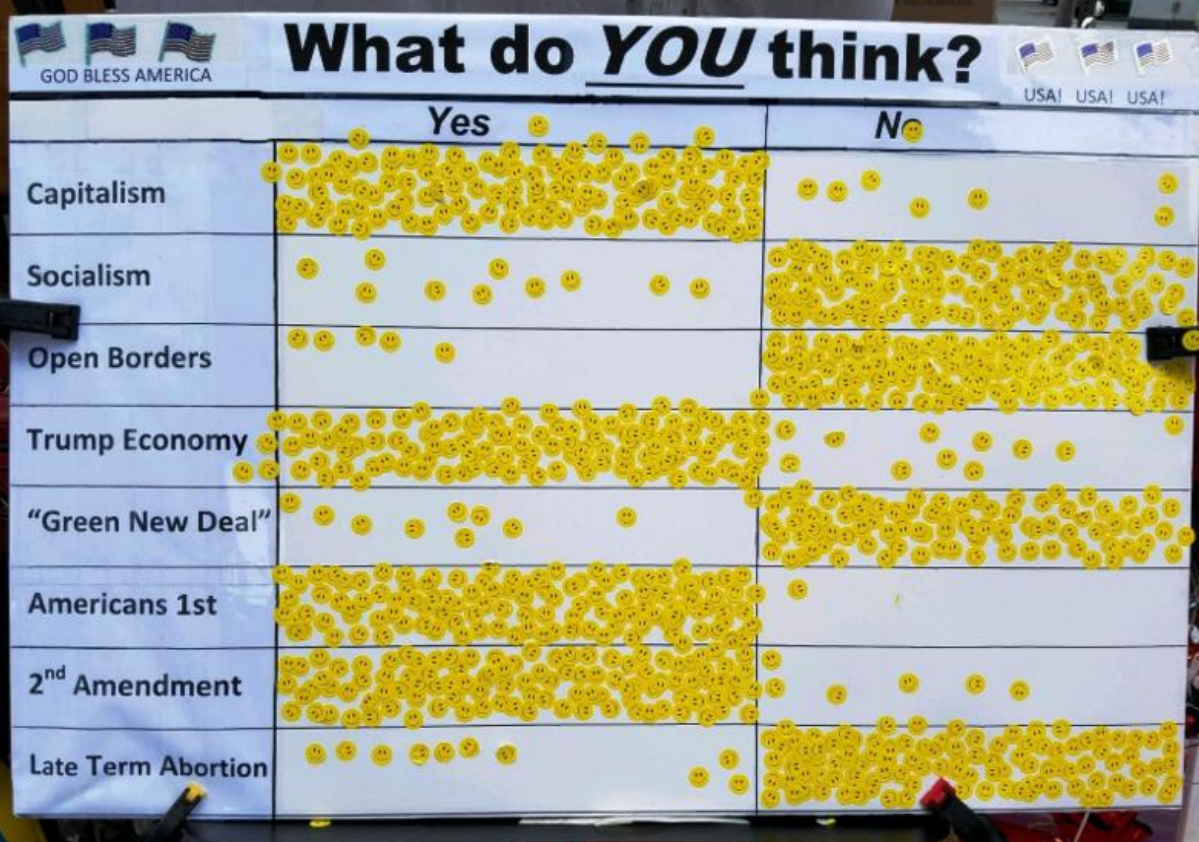 What do YOU think?
GOD BLESS AMERICA
USA! USA! USA!
Yes No
Capitalism
Socialism
Open Borders
Trump Economy
“Green New Deal”
Americans 1st
2nd Amendment
Late Term Abortion